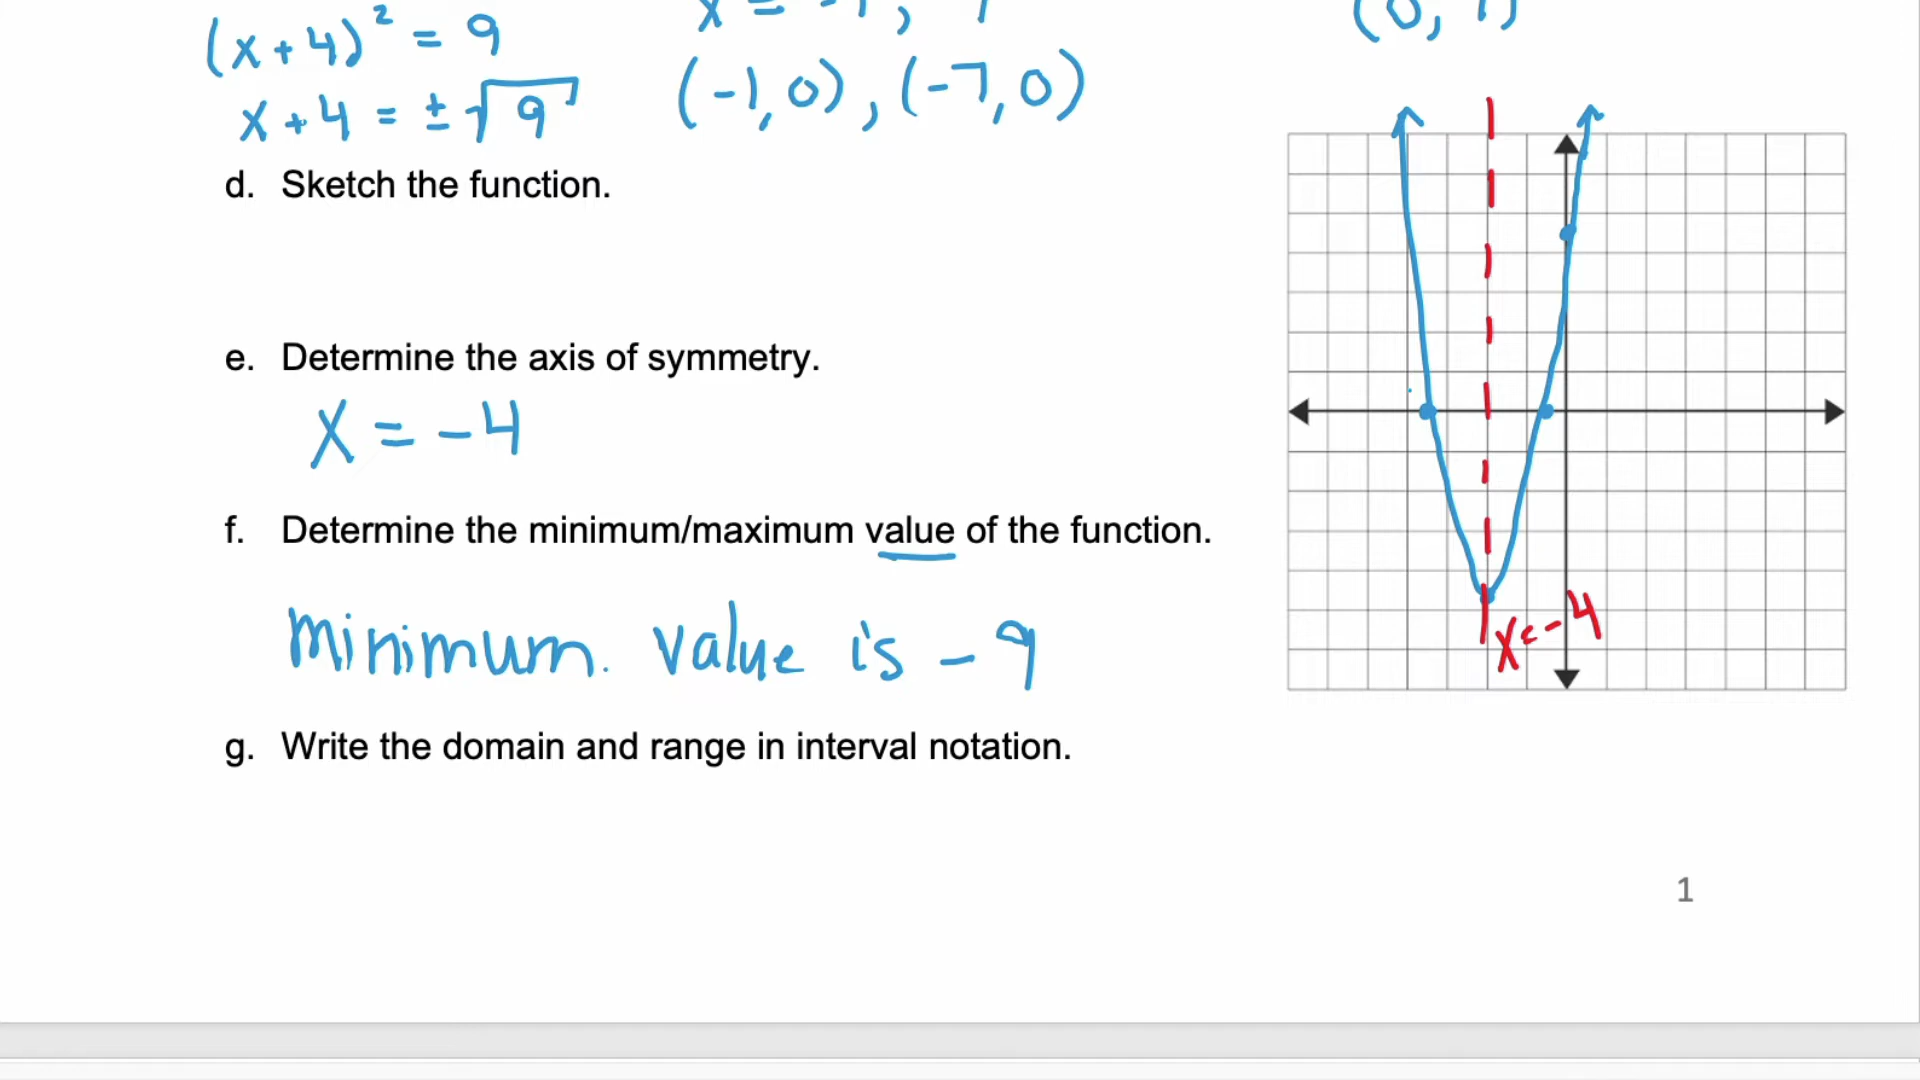 (x+4)² = 9
x+4 = ±√9
(-1,0), (-7,0)
d. Sketch the function.
e. Determine the axis of symmetry.
x = -4
f. Determine the minimum/maximum value of the function.
minimum. value is -9
x=-4
g. Write the domain and range in interval notation.
1